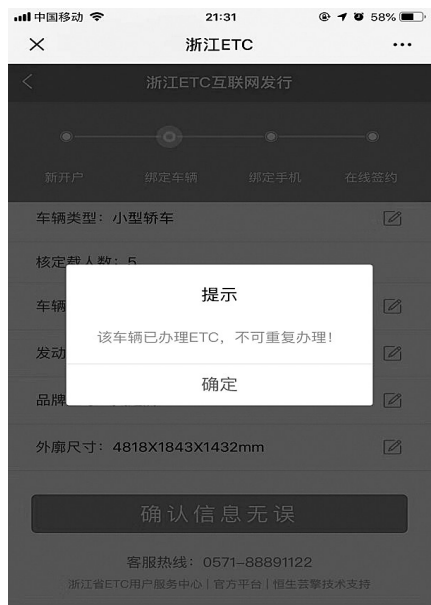 中国移动 21:31 58%
浙江ETC
浙江ETC互联网发行
新开户 绑定车辆 绑定手机 在线签约
车辆类型：小型轿车
核定载人数：5
提示
车辆
该车辆已办理ETC，不可重复办理！
发动
确定
品牌
外廓尺寸：4818X1843X1432mm
确认信息无误
客服热线：0571-88891122
浙江省ETC用户服务中心|官方平台|恒生芸擎技术支持